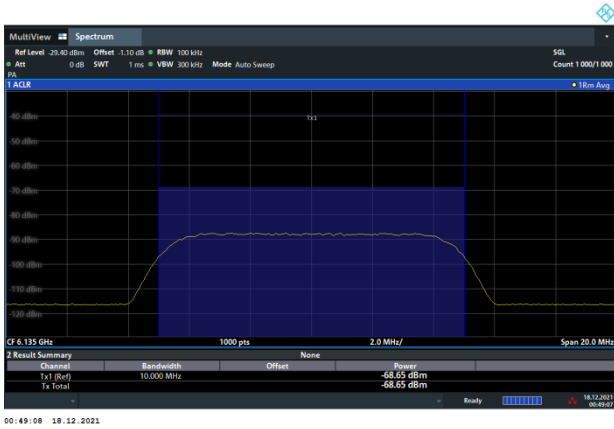 MultiView Spectrum
Ref Level -29.40 dBm Offset -1.10 dB RBW 100 kHz SGL
Att 0 dB SWT 1 ms VBW 300 kHz Mode Auto Sweep Count 1 000/1 000
PA
1 ACLR 1Rm Avg
Tx1
-40 dBm
-50 dBm
-60 dBm
-70 dBm
-80 dBm
-90 dBm
-100 dBm
-110 dBm
-120 dBm
CF 6.135 GHz 1000 pts 2.0 MHz/ Span 20.0 MHz
2 Result Summary None
Channel Bandwidth Offset Power
Tx1 (Ref) 10.000 MHz -68.65 dBm
Tx Total -68.65 dBm
Ready 18.12.2021
00:49:07
00:49:08 18.12.2021